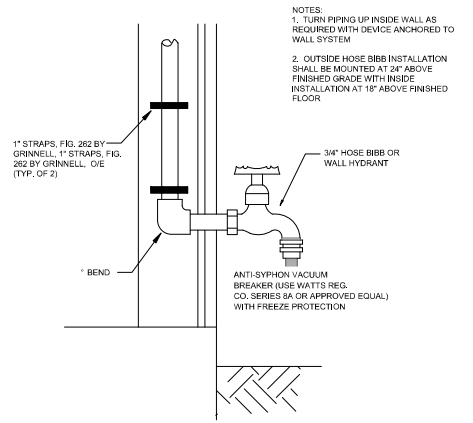 NOTES:
1. TURN PIPING UP INSIDE WALL AS
REQUIRED WITH DEVICE ANCHORED TO
WALL SYSTEM
2. OUTSIDE HOSE BIBB INSTALLATION
SHALL BE MOUNTED AT 24" ABOVE
FINISHED GRADE WITH INSIDE
INSTALLATION AT 18" ABOVE FINISHED
FLOOR
1" STRAPS, FIG. 262 BY
GRINNELL, 1" STRAPS, FIG.
262 BY GRINNELL, O/E
(TYP. OF 2)
3/4" HOSE BIBB OR
WALL HYDRANT
° BEND
ANTI-SYPHON VACUUM
BREAKER (USE WATTS REG.
CO. SERIES 8A OR APPROVED EQUAL)
WITH FREEZE PROTECTION